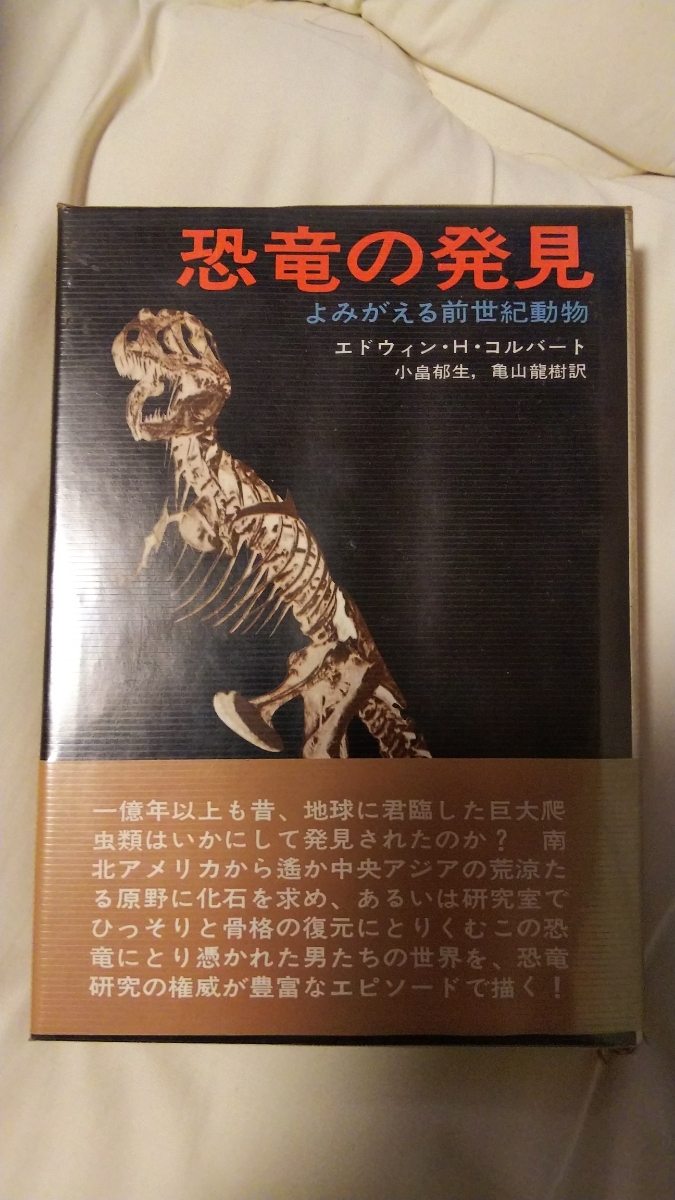 恐竜の発見
よみがえる前世紀動物
エドウィン・H・コルバート
小畠郁生，亀山龍樹訳
一億年以上も昔、地球に君臨した巨大爬
虫類はいかにして発見されたのか？　南
北アメリカから遙か中央アジアの荒涼た
る原野に化石を求め、あるいは研究室で
ひっそりと骨格の復元にとりくむこの恐
竜にとり憑かれた男たちの世界を、恐竜
研究の権威が豊富なエピソードで描く！